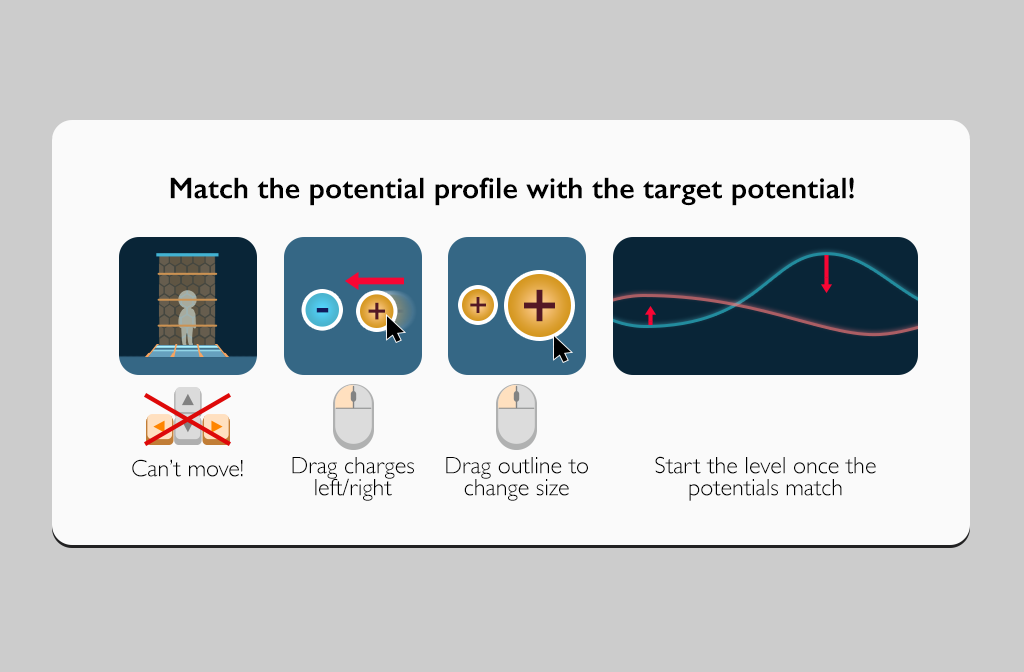 Match the potential profile with the target potential!
Can't move!
Drag charges
left/right
Drag outline to
change size
Start the level once the
potentials match